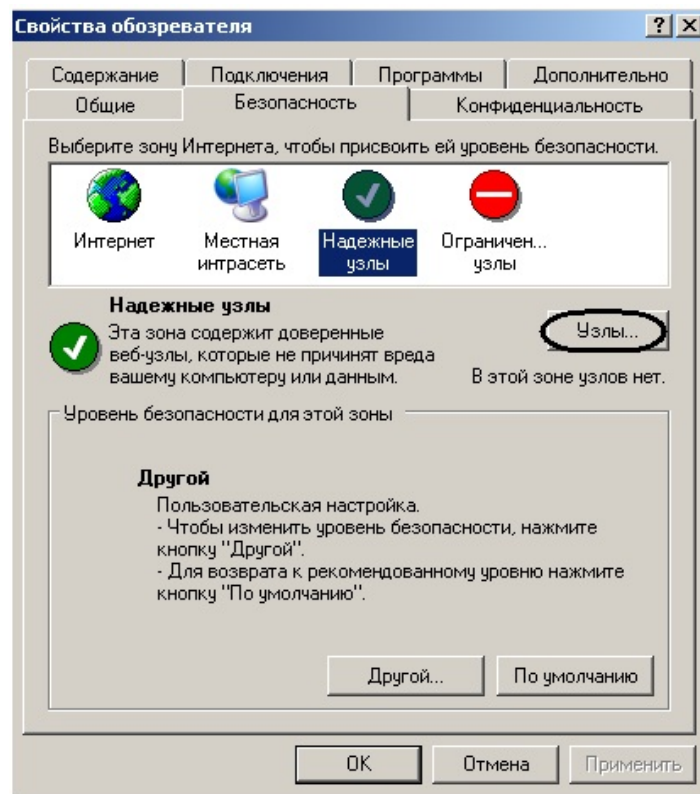 Свойства обозревателя
Содержание Подключения Программы Дополнительно
Общие Безопасность Конфиденциальность
Выберите зону Интернета, чтобы присвоить ей уровень безопасности.
Интернет Местная интрасеть Надежные узлы Ограничен... узлы
Надежные узлы
Эта зона содержит доверенные
веб-узлы, которые не причинят вреда
вашему компьютеру или данным.
Узлы...
В этой зоне узлов нет.
Уровень безопасности для этой зоны
Другой
Пользовательская настройка.
- Чтобы изменить уровень безопасности, нажмите
кнопку "Другой".
- Для возврата к рекомендованному уровню нажмите
кнопку "По умолчанию".
Другой... По умолчанию
OK Отмена Применить